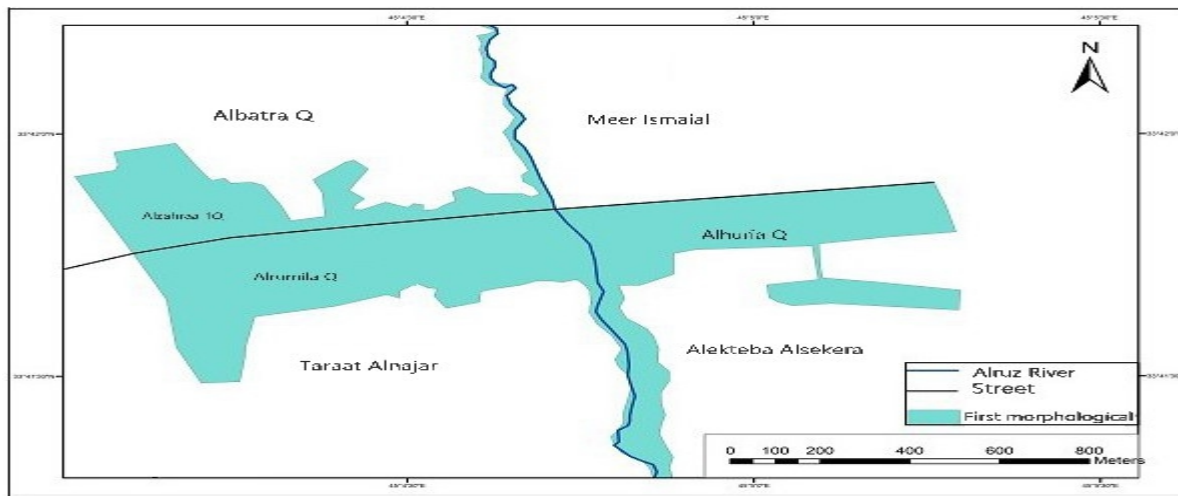 N
Albatra Q
Meer Ismaial
Alzahraa 1Q
Alhuria Q
Alrumila Q
Taraat Alnajar
Alekteba Alsekera
Alruz River
Street
First morphological
0 100 200 400 600 800
Meters